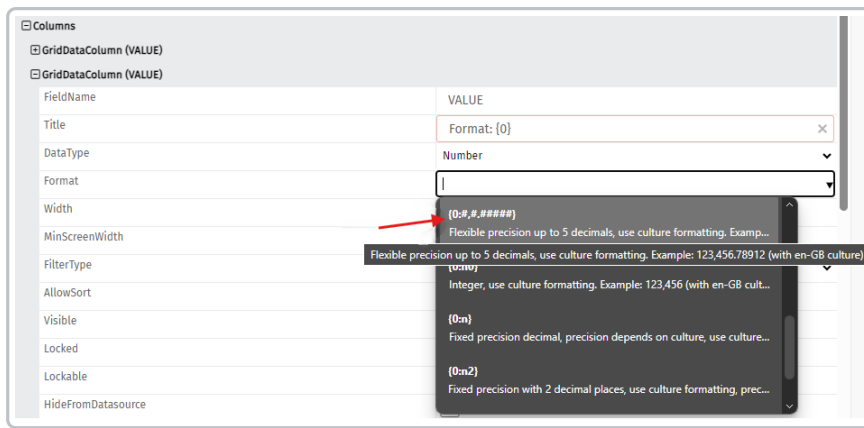 Columns
GridDataColumn (VALUE)
GridDataColumn (VALUE)
FieldName VALUE
Title Format: {0}
DataType Number
Format
Width
{0:#,#.#####}
Flexible precision up to 5 decimals, use culture formatting. Examp...
MinScreenWidth
Flexible precision up to 5 decimals, use culture formatting. Example: 123,456.78912 (with en-GB culture)
FilterType
{0:n0}
Integer, use culture formatting. Example: 123,456 (with en-GB cult...
AllowSort
Visible
{0:n}
Fixed precision decimal, precision depends on culture, use culture...
Locked
Lockable
{0:n2}
Fixed precision with 2 decimal places, use culture formatting, prec...
HideFromDatasource